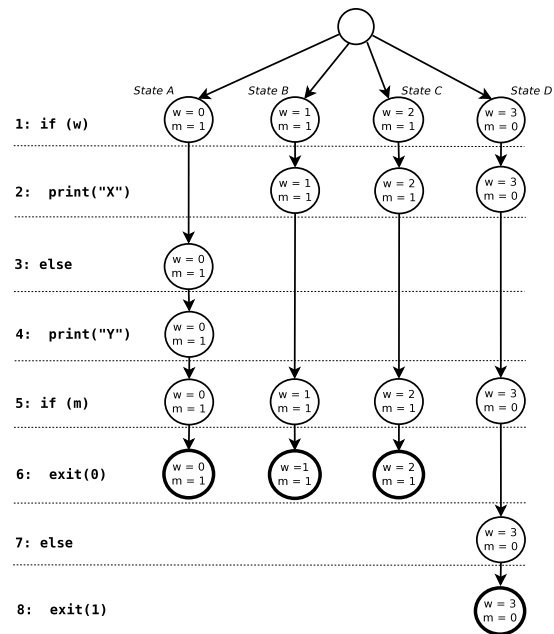 State A State B State C State D
1: if (w) w = 0 w = 1 w = 2 w = 3
m = 1 m = 1 m = 1 m = 0
2: print("X") w = 1 w = 2 w = 3
m = 1 m = 1 m = 0
3: else w = 0
m = 1
4: print("Y") w = 0
m = 1
5: if (m) w = 0 w = 1 w = 2 w = 3
m = 1 m = 1 m = 1 m = 0
6: exit(0) w = 0 w =1 w = 2
m = 1 m = 1 m = 1
7: else w = 3
m = 0
8: exit(1) w = 3
m = 0